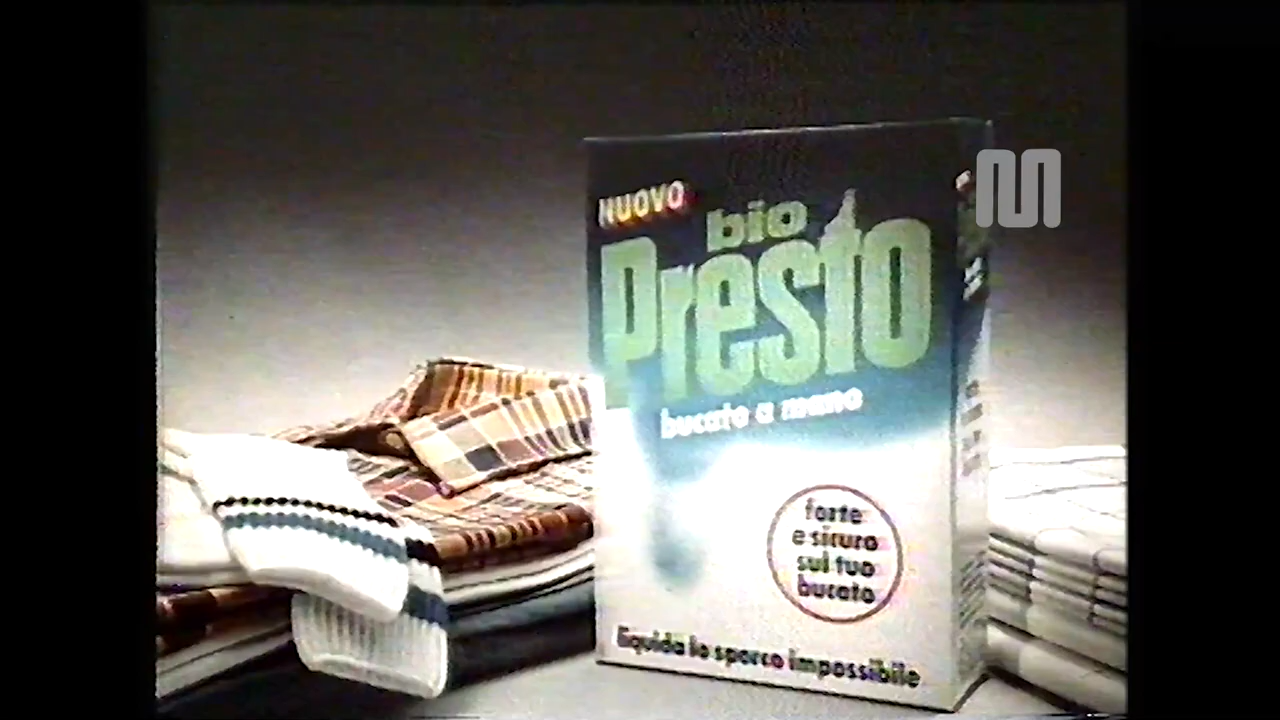 NUOVO
bio
Presto
bucato a mano
forte
e sicuro
sul tuo
bucato
liquida lo sporco impossibile